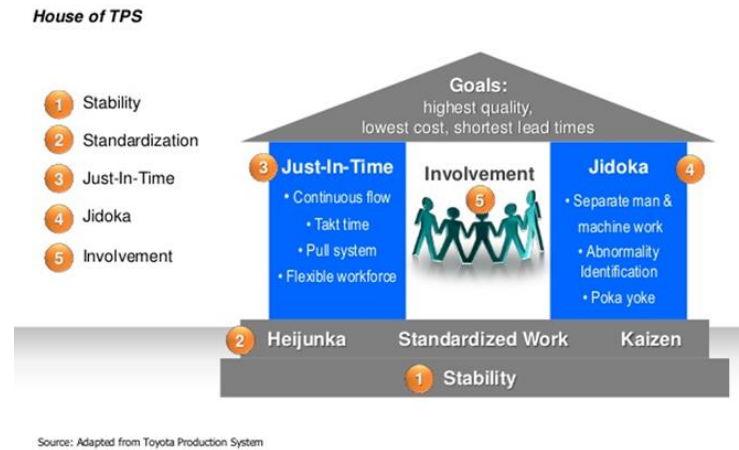 House of TPS
1 Stability
2 Standardization
3 Just-In-Time
4 Jidoka
5 Involvement
Goals:
highest quality,
lowest cost, shortest lead times
3 Just-In-Time
• Continuous flow
• Takt time
• Pull system
• Flexible workforce
Involvement
5
Jidoka 4
• Separate man &
machine work
• Abnormality
Identification
• Poka yoke
2 Heijunka Standardized Work Kaizen
1 Stability
Source: Adapted from Toyota Production System